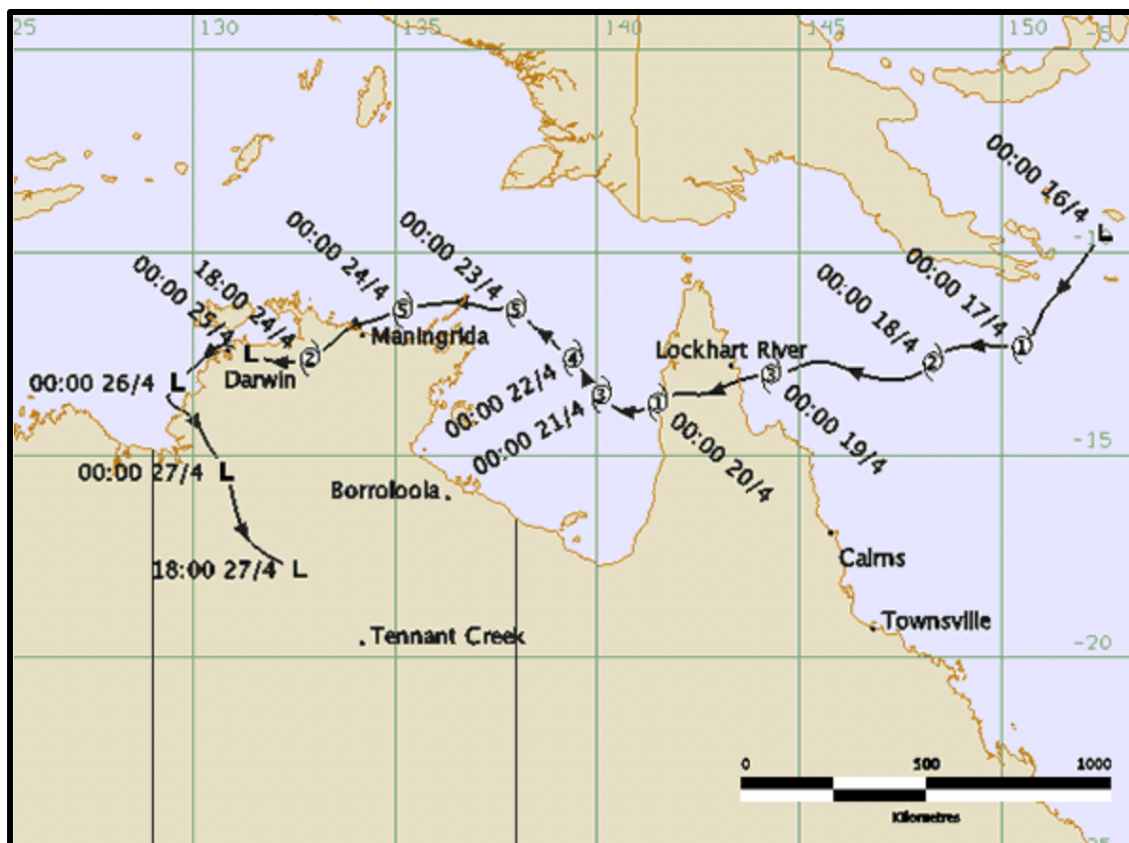 25
130
135
140
145
150
-5
00:00 16/4
L
-10
00:00 17/4
00:00 18/4
00:00 23/4
00:00 24/4
18:00 24/4
00:00 25/4
5
5
Maningrida
1
2
Lockhart River
3
4
2
L
Darwin
L
00:00 26/4
3
1
00:00 22/4
00:00 21/4
00:00 19/4
00:00 20/4
-15
00:00 27/4
L
Borroloola
18:00 27/4
L
Cairns
Townsville
Tennant Creek
-20
0
500
1000
Kilometres
-25